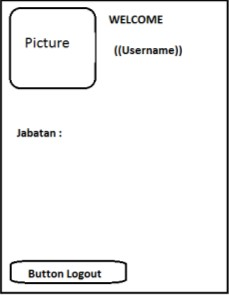 WELCOME
Picture
((Username))
Jabatan :
Button Logout